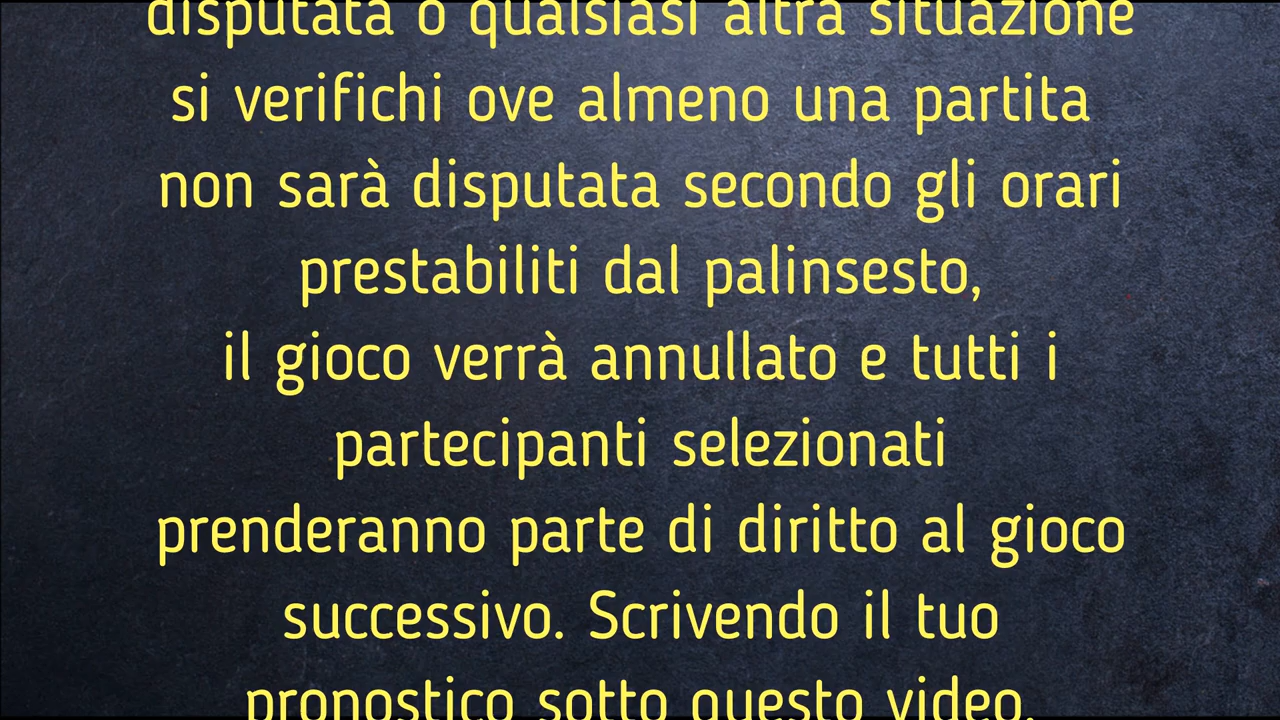 disputata o qualsiasi altra situazione
si verifichi ove almeno una partita
non sarà disputata secondo gli orari
prestabiliti dal palinsesto,
il gioco verrà annullato e tutti i
partecipanti selezionati
prenderanno parte di diritto al gioco
successivo. Scrivendo il tuo
pronostico sotto questo video,